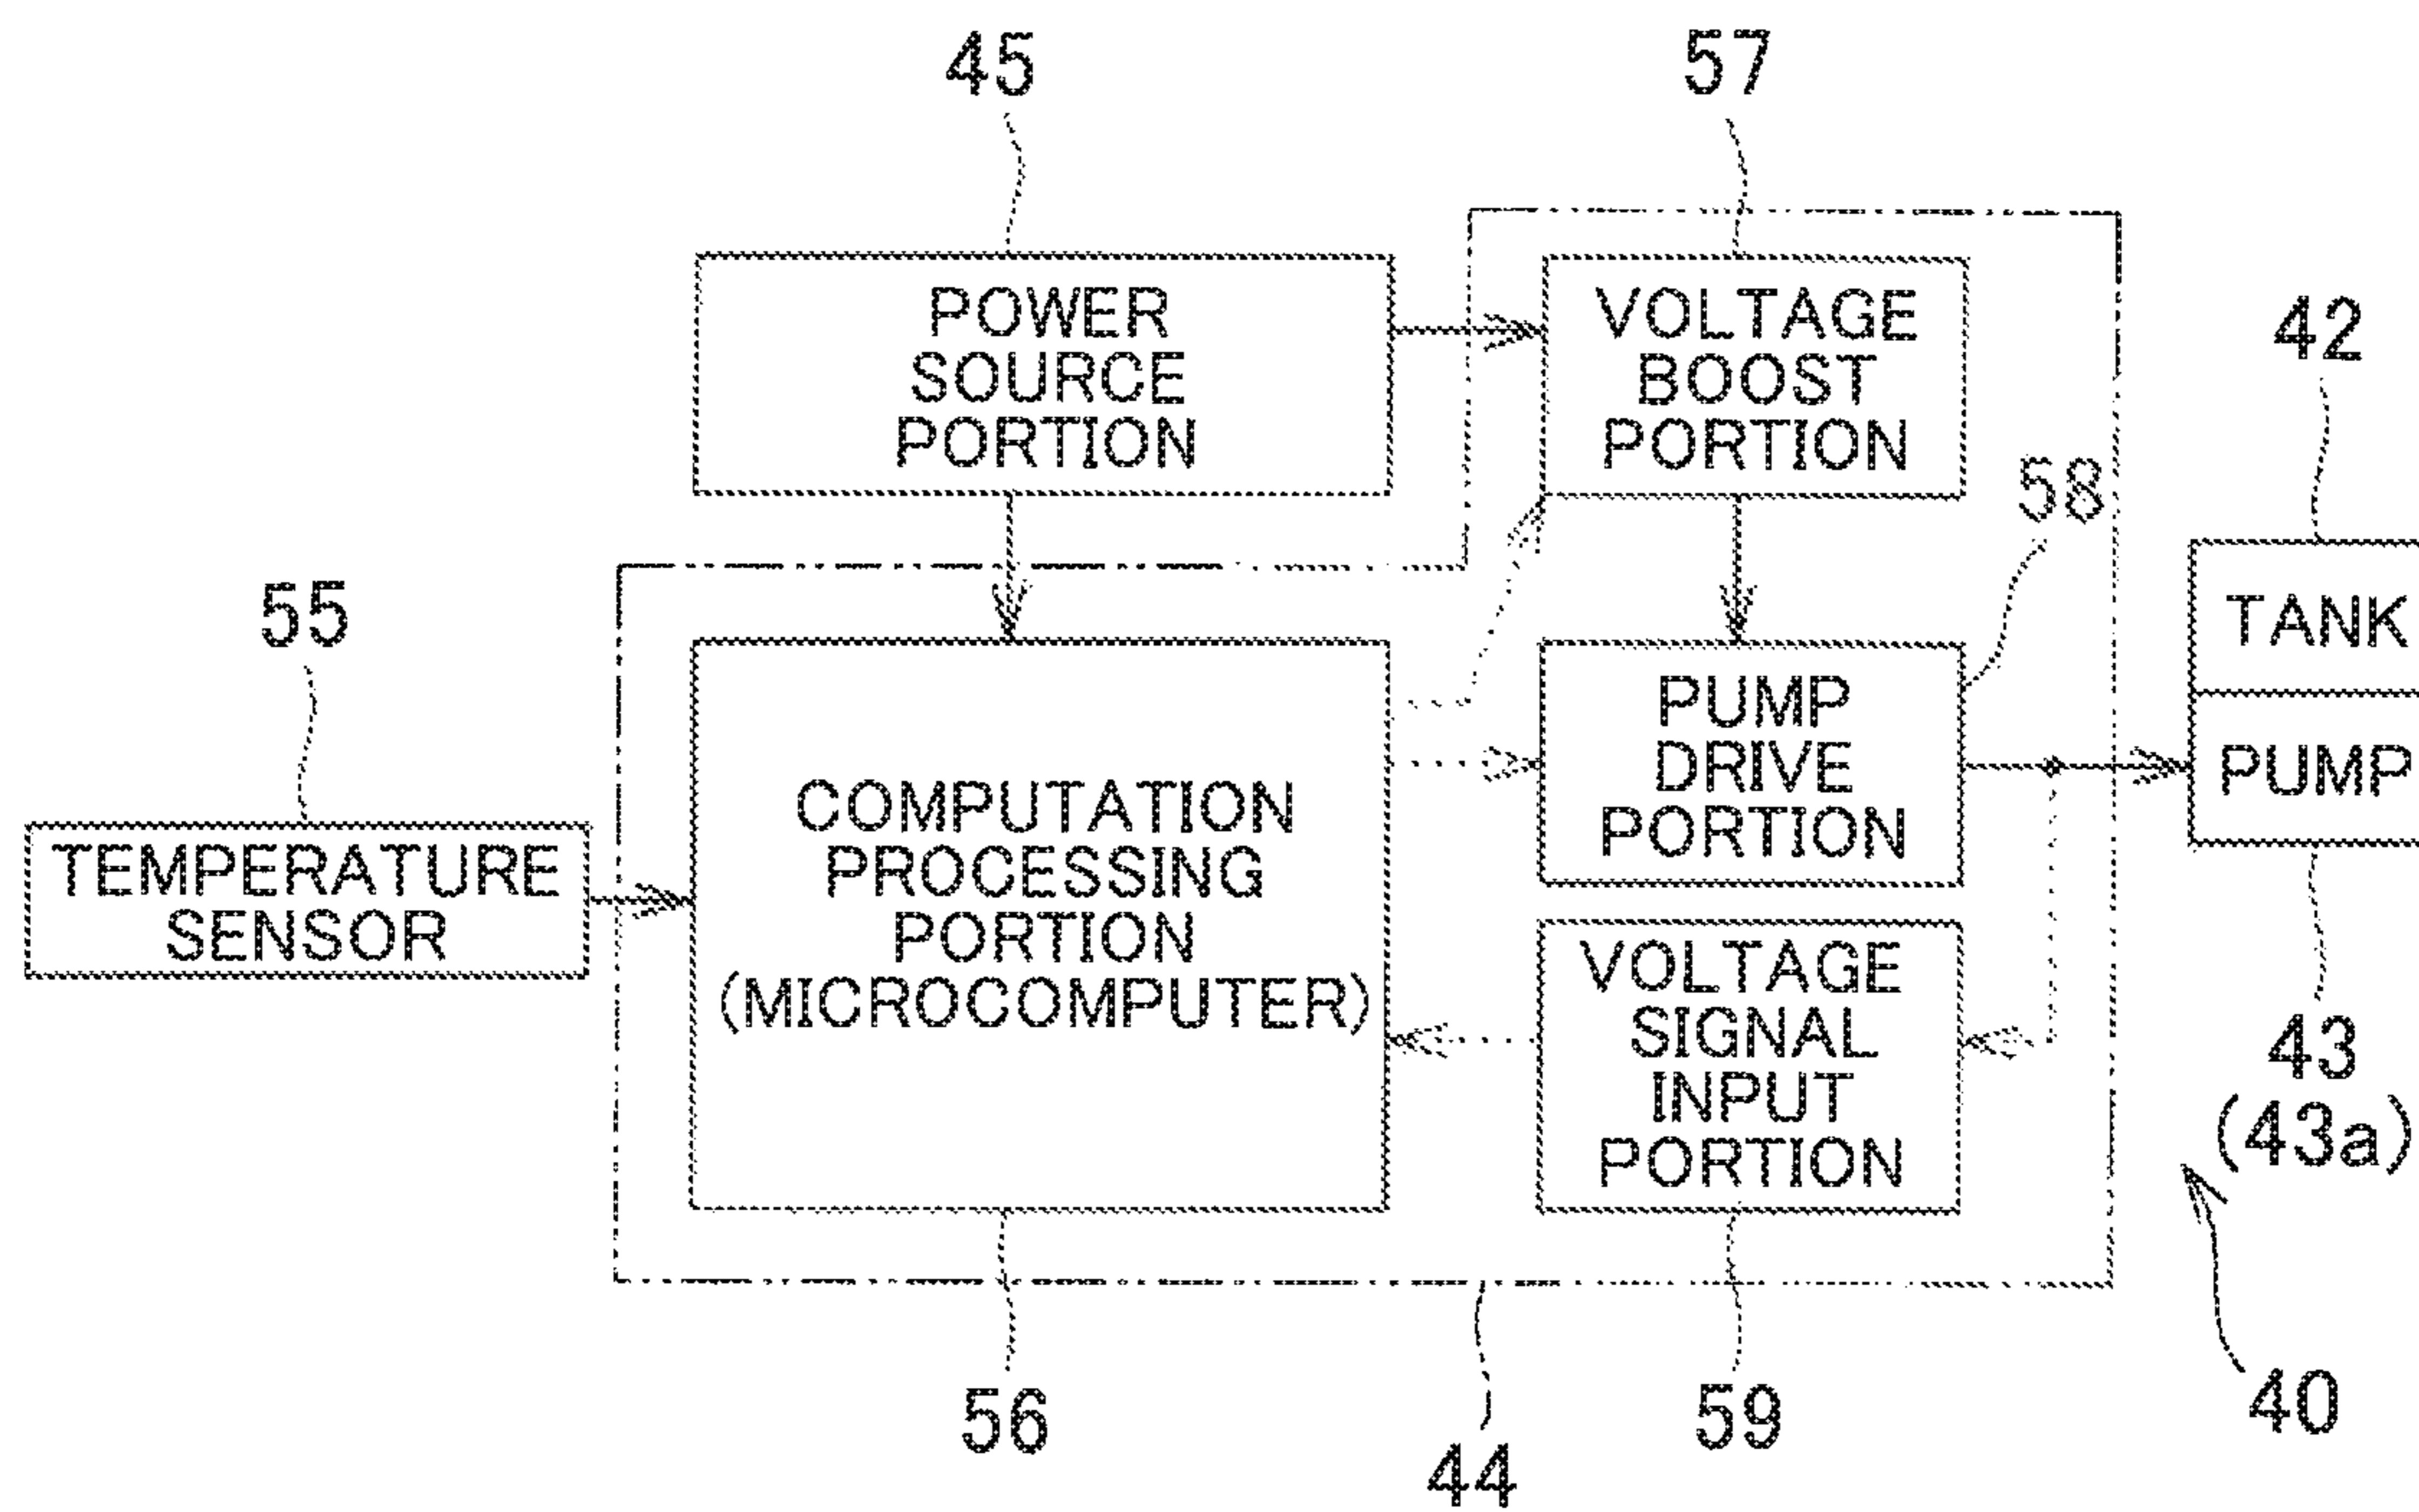 45
57
POWER
SOURCE
PORTION
VOLTAGE
BOOST
PORTION
42
58
55
TANK
PUMP
DRIVE
PORTION
PUMP
COMPUTATION
PROCESSING
PORTION
(MICROCOMPUTER)
TEMPERATURE
SENSOR
VOLTAGE
SIGNAL
INPUT
PORTION
43
(43a)
56
59
44
40